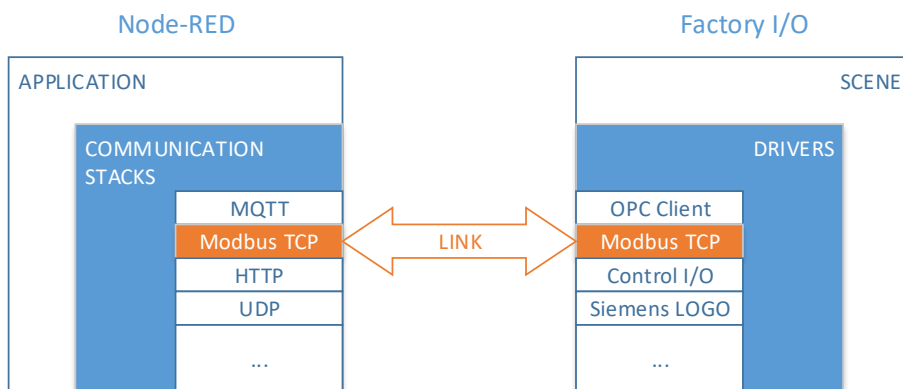 Node-RED
Factory I/O
APPLICATION
SCENE
COMMUNICATION
STACKS
DRIVERS
MQTT
OPC Client
Modbus TCP
LINK
Modbus TCP
HTTP
Control I/O
UDP
Siemens LOGO
...
...